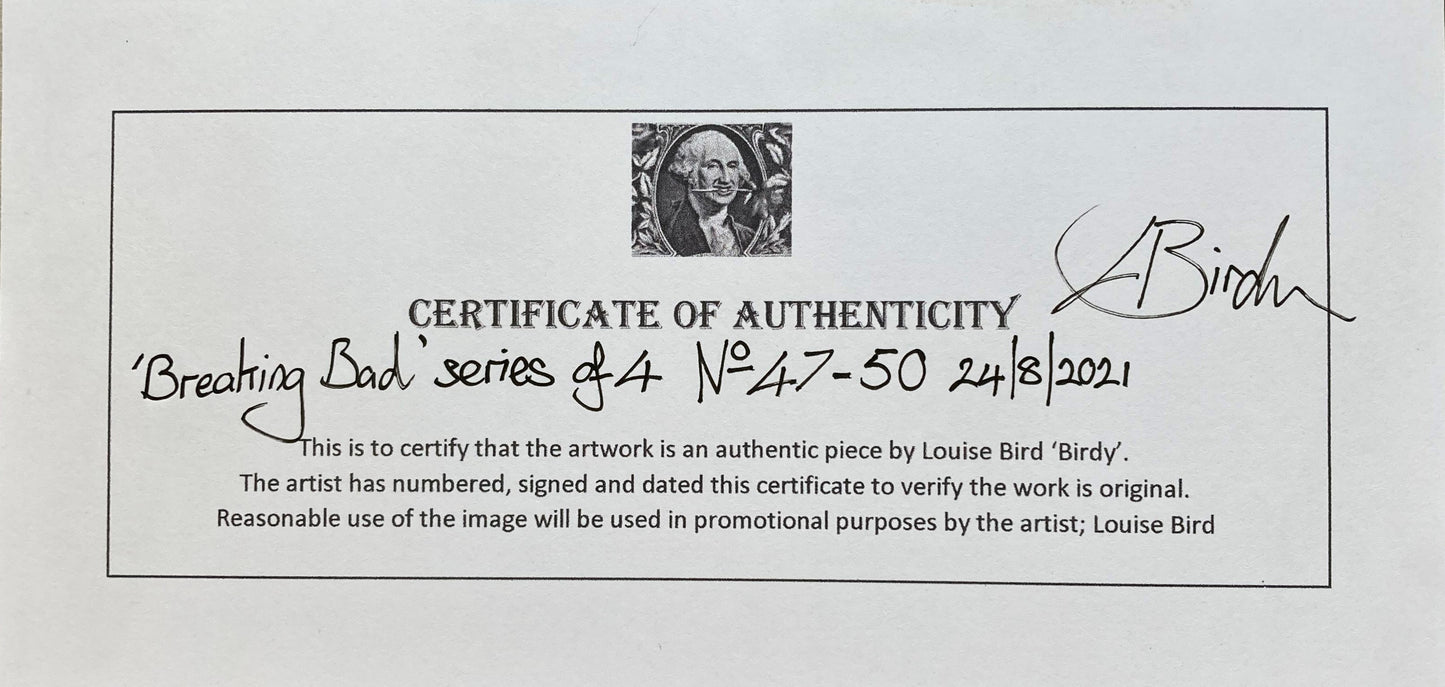 LBirdy
CERTIFICATE OF AUTHENTICITY
'Breaking Bad' series of 4 Nº 47-50 24/8/2021
This is to certify that the artwork is an authentic piece by Louise Bird ‘Birdy’.
The artist has numbered, signed and dated this certificate to verify the work is original.
Reasonable use of the image will be used in promotional purposes by the artist; Louise Bird